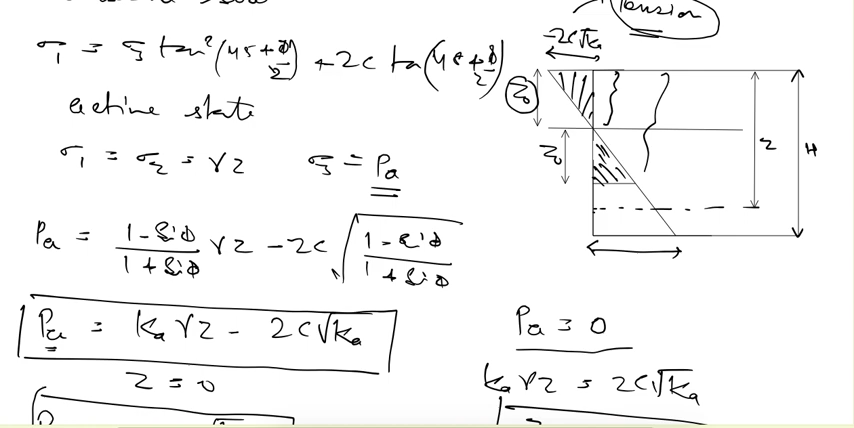 Tension
σ₁ = σ₃ tan²(45+φ/2) + 2c tan(45+φ/2)
active state
σ₁ = σz = γz    σ₃ = Pa
Pa = (1-Sinφ)/(1+Sinφ) γz - 2c √((1-Sinφ)/(1+Sinφ))
Pa = Ka γz - 2c√Ka
z = 0
-2c√Ka
Z₀
Z₀
z
H
Pa = 0
Ka γz = 2c√Ka